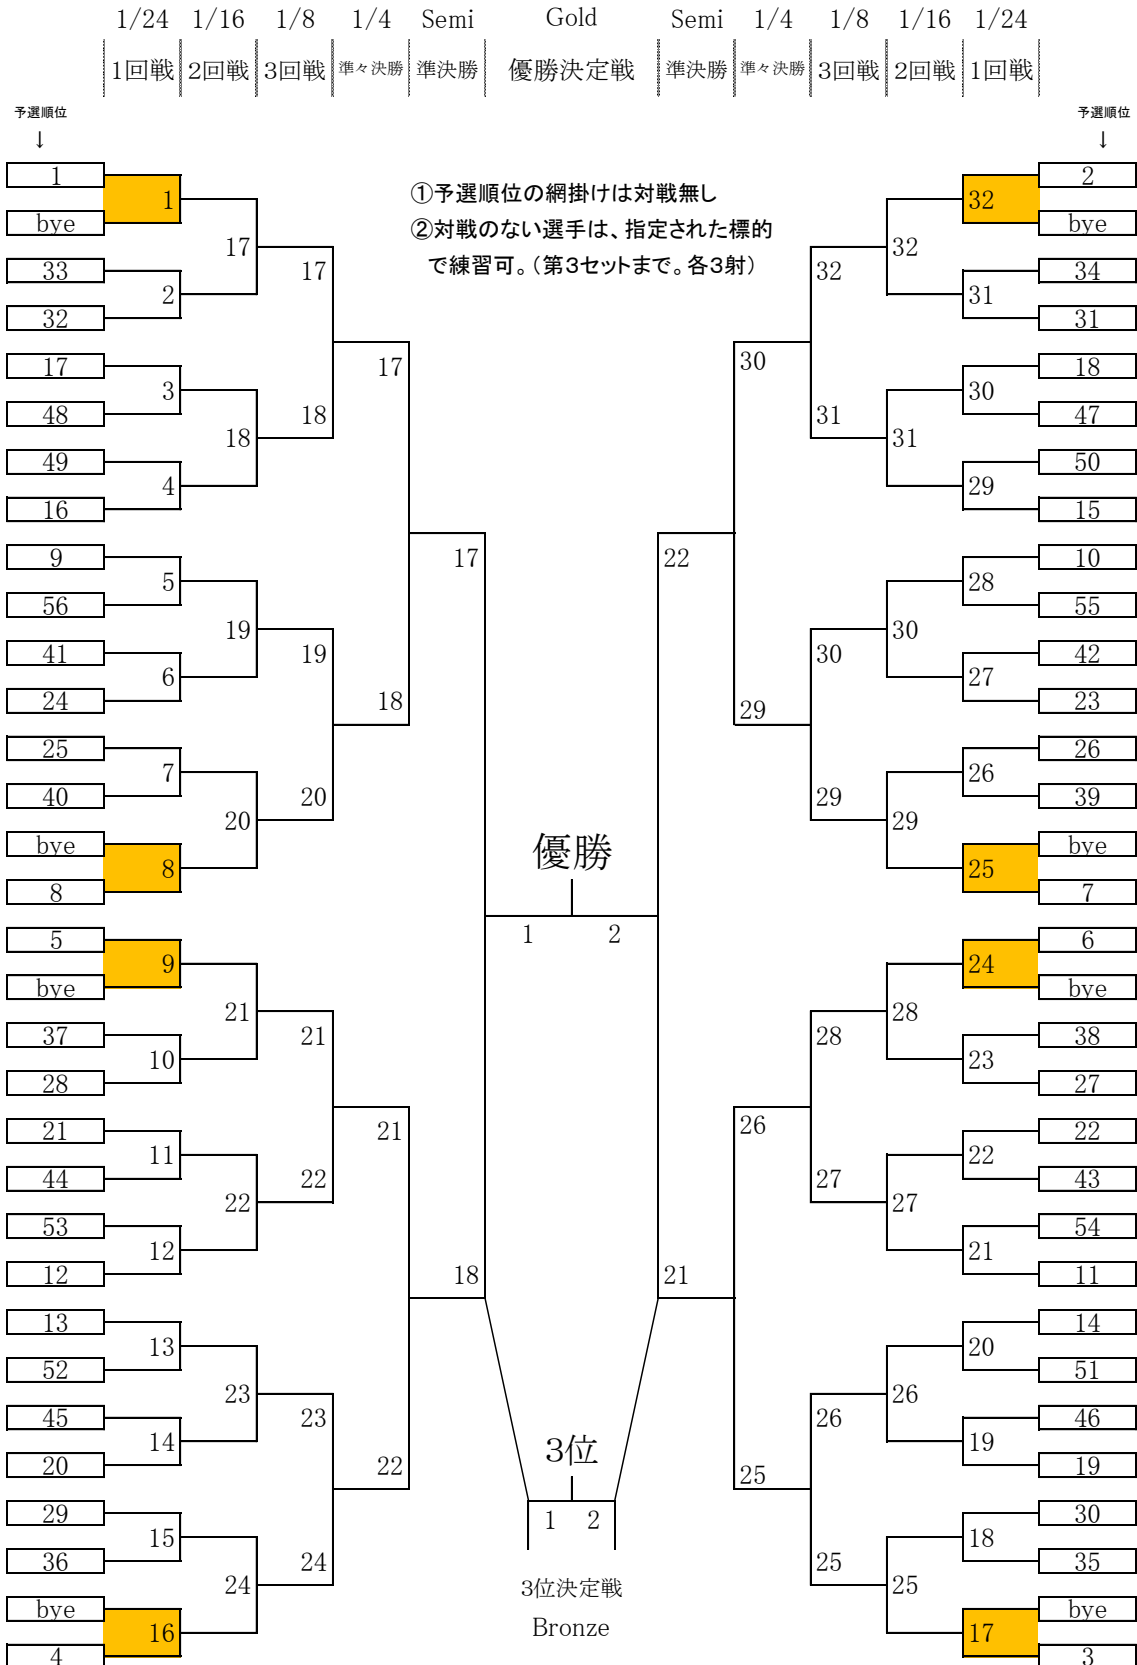 1/24 1/16 1/8 1/4 Semi Gold Semi 1/4 1/8 1/16 1/24
1回戦 2回戦 3回戦 準々決勝 準決勝 優勝決定戦 準決勝 準々決勝 3回戦 2回戦 1回戦
予選順位 予選順位
↓ ↓
1 2
①予選順位の網掛けは対戦無し
1 32
bye bye
②対戦のない選手は、指定された標的
17 32
で練習可。(第3セットまで。各3射)
33 17 32 34
2 31
32 31
17 17 30 18
3 30
48 18 31 47
18 31
49 50
4 29
16 15
9 17 22 10
5 28
56 55
19 30
41 19 30 42
6 27
24 18 29 23
25 26
7 26
40 20 29 39
20 29
bye 優勝 bye
8 25
8 7
5 1 2 6
9 24
bye bye
21 28
37 21 28 38
10 23
28 27
21 21 26 22
11 22
44 22 27 43
22 27
53 54
12 21
12 18 21 11
13 14
13 20
52 51
23 26
45 23 26 46
14 3位 19
20 22 25 19
29 1 2 30
15 18
36 24 25 35
24 3位決定戦 25
bye bye
16 Bronze 17
4 3